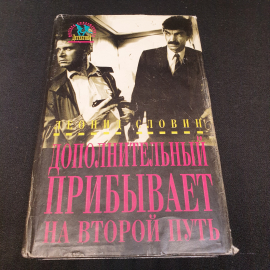 ЛЕОНИД СЛОВИН
ДОПОЛНИТЕЛЬНЫЙ
ПРИБЫВАЕТ
НА ВТОРОЙ ПУТЬ